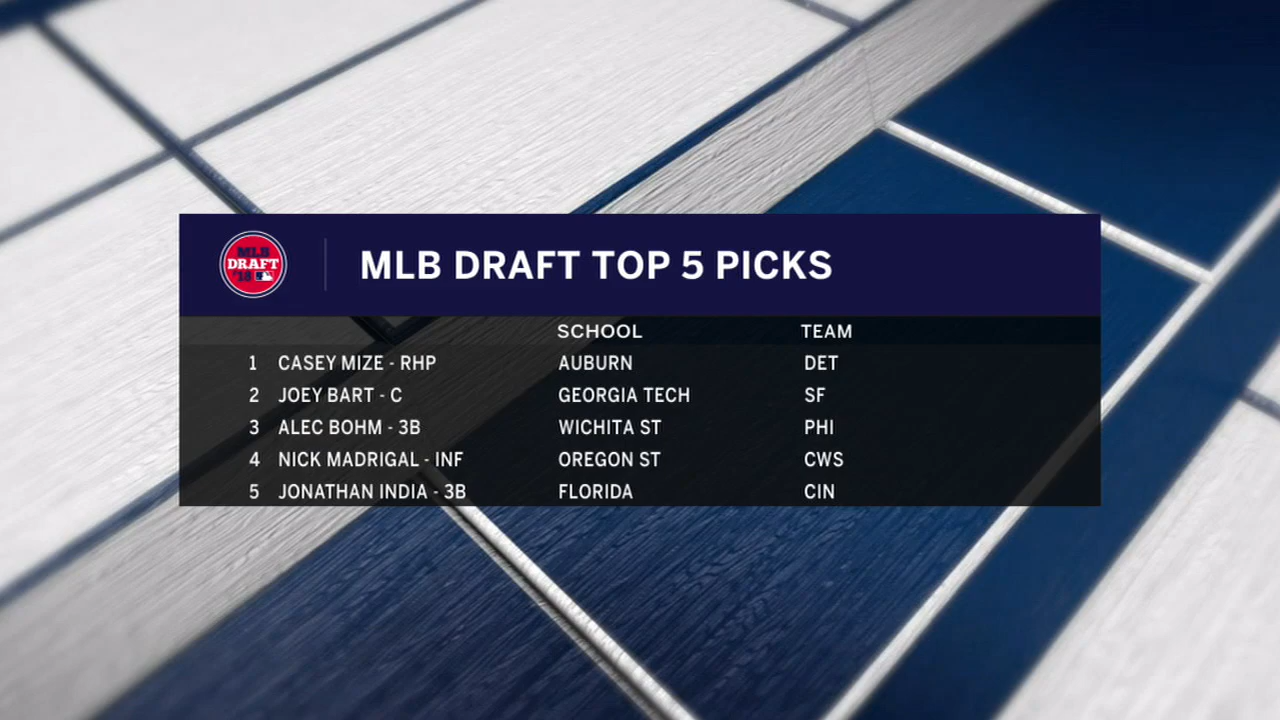 MLB
DRAFT
'18
MLB DRAFT TOP 5 PICKS
SCHOOL TEAM
1 CASEY MIZE - RHP AUBURN DET
2 JOEY BART - C GEORGIA TECH SF
3 ALEC BOHM - 3B WICHITA ST PHI
4 NICK MADRIGAL - INF OREGON ST CWS
5 JONATHAN INDIA - 3B FLORIDA CIN